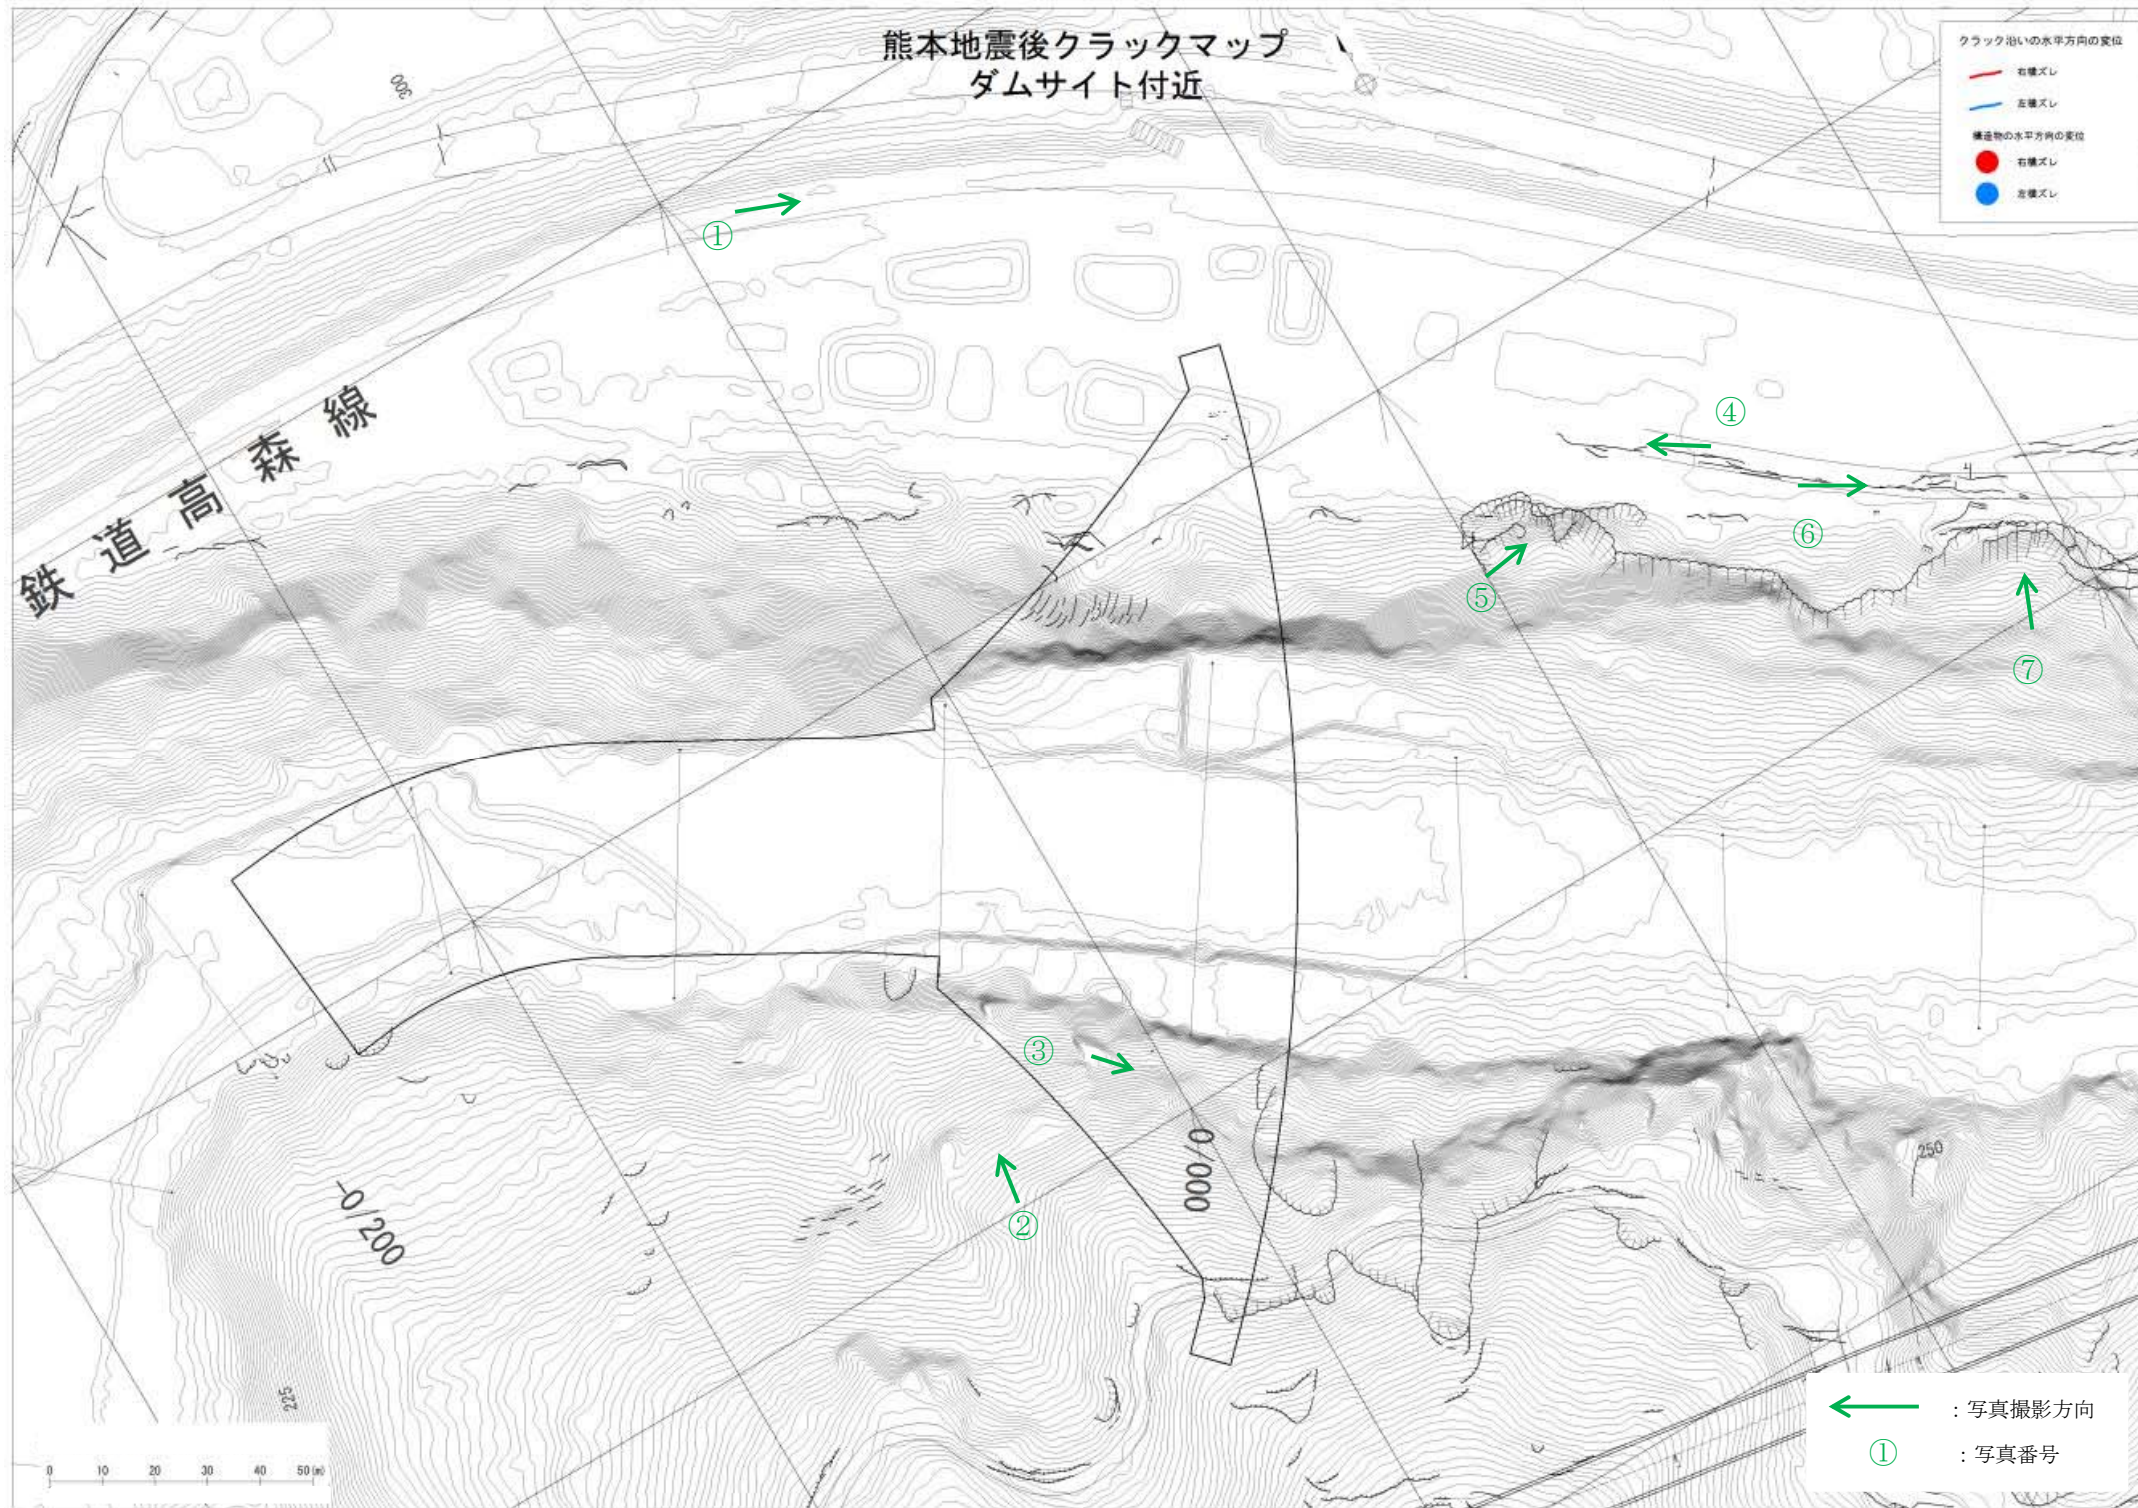 熊本地震後クラックマップ
ダムサイト付近
クラック沿いの水平方向の変位
右横ズレ
左横ズレ
構造物の水平方向の変位
右横ズレ
左横ズレ
300
①
鉄道高森線
④
⑤
⑥
⑦
③
②
0/000
-0/200
250
225
0 10 20 30 40 50(m)
：写真撮影方向
① ：写真番号